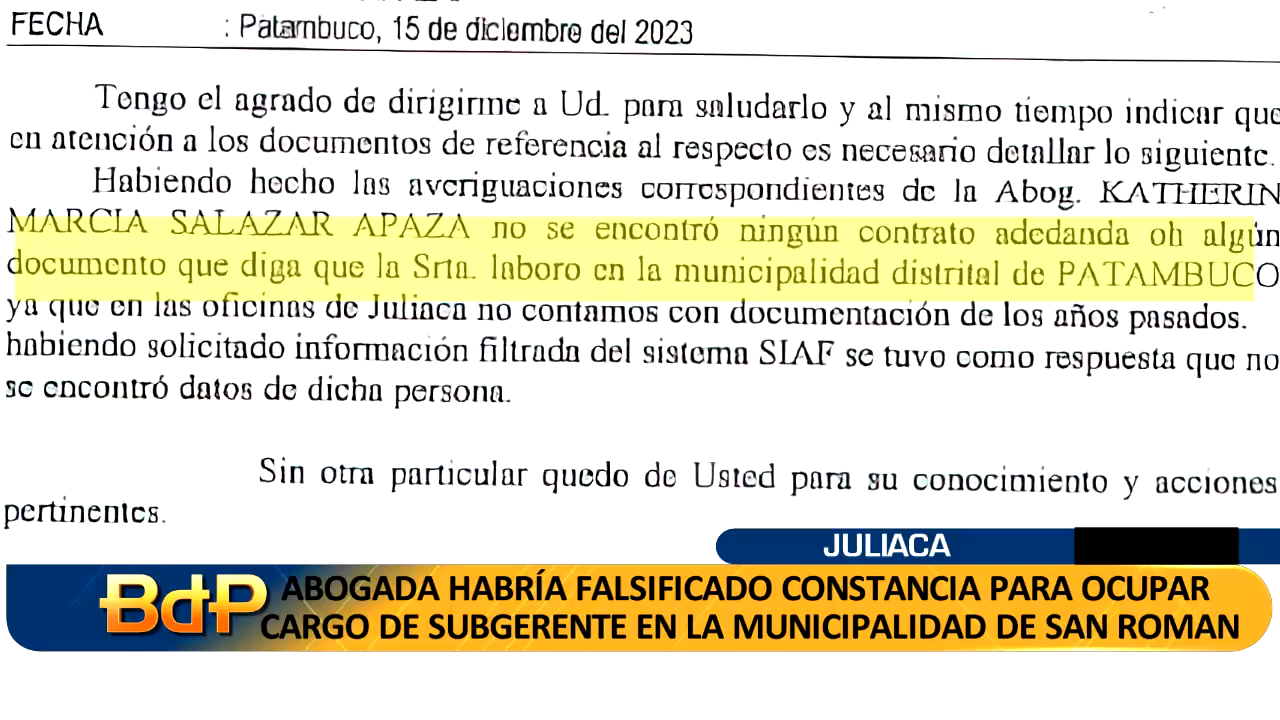 FECHA : Patambuco, 15 de diciembre del 2023
Tengo el agrado de dirigirme a Ud. para saludarlo y al mismo tiempo indicar que
en atención a los documentos de referencia al respecto es necesario detallar lo siguiente.
Habiendo hecho las averiguaciones correspondientes de la Abog. KATHERIN
MARCIA SALAZAR APAZA no se encontró ningún contrato adedanda oh algún
documento que diga que la Srta. laboro en la municipalidad distrital de PATAMBUCO
ya que en las oficinas de Juliaca no contamos con documentación de los años pasados.
habiendo solicitado información filtrada del sistema SIAF se tuvo como respuesta que no
se encontró datos de dicha persona.
Sin otra particular quedo de Usted para su conocimiento y acciones
pertinentes.
JULIACA
BdP
ABOGADA HABRÍA FALSIFICADO CONSTANCIA PARA OCUPAR
CARGO DE SUBGERENTE EN LA MUNICIPALIDAD DE SAN ROMAN